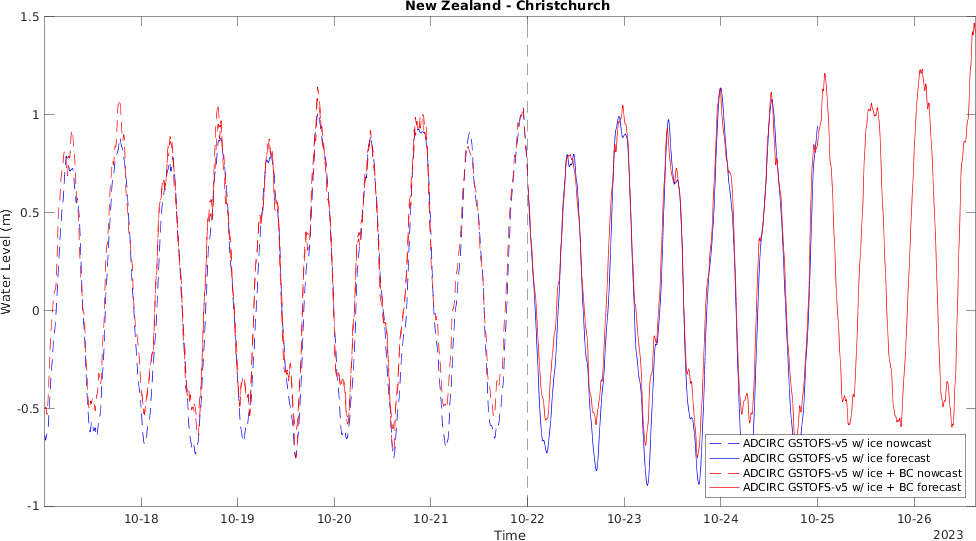 New Zealand - Christchurch
1.5
1
0.5
0
-0.5
-1
Water Level (m)
ADCIRC GSTOFS-v5 w/ ice nowcast
ADCIRC GSTOFS-v5 w/ ice forecast
ADCIRC GSTOFS-v5 w/ ice + BC nowcast
ADCIRC GSTOFS-v5 w/ ice + BC forecast
10-18 10-19 10-20 10-21 10-22 10-23 10-24 10-25 10-26
Time
2023